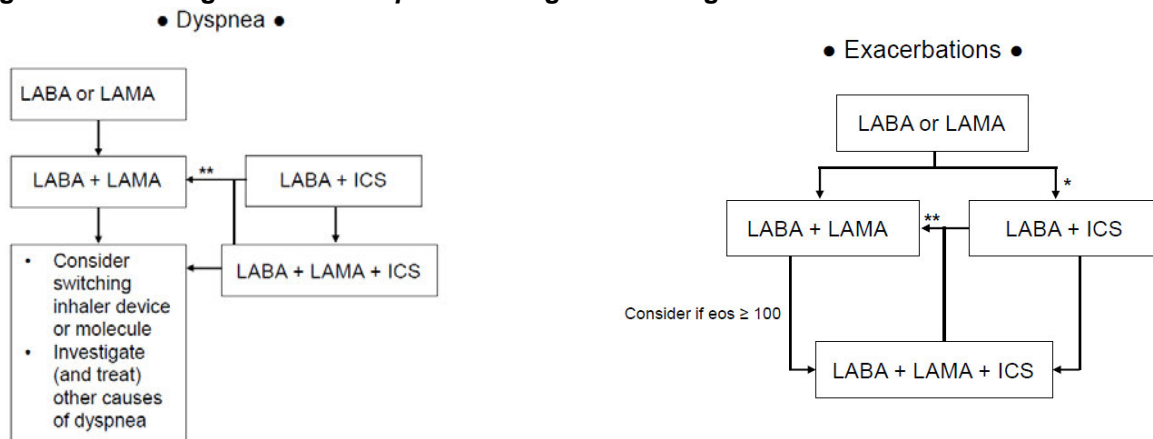 ● Dyspnea ●
LABA or LAMA
LABA + LAMA
**
LABA + ICS
• Consider
switching
inhaler device
or molecule
• Investigate
(and treat)
other causes
of dyspnea
LABA + LAMA + ICS
● Exacerbations ●
LABA or LAMA
*
LABA + LAMA
**
LABA + ICS
Consider if eos ≥ 100
LABA + LAMA + ICS